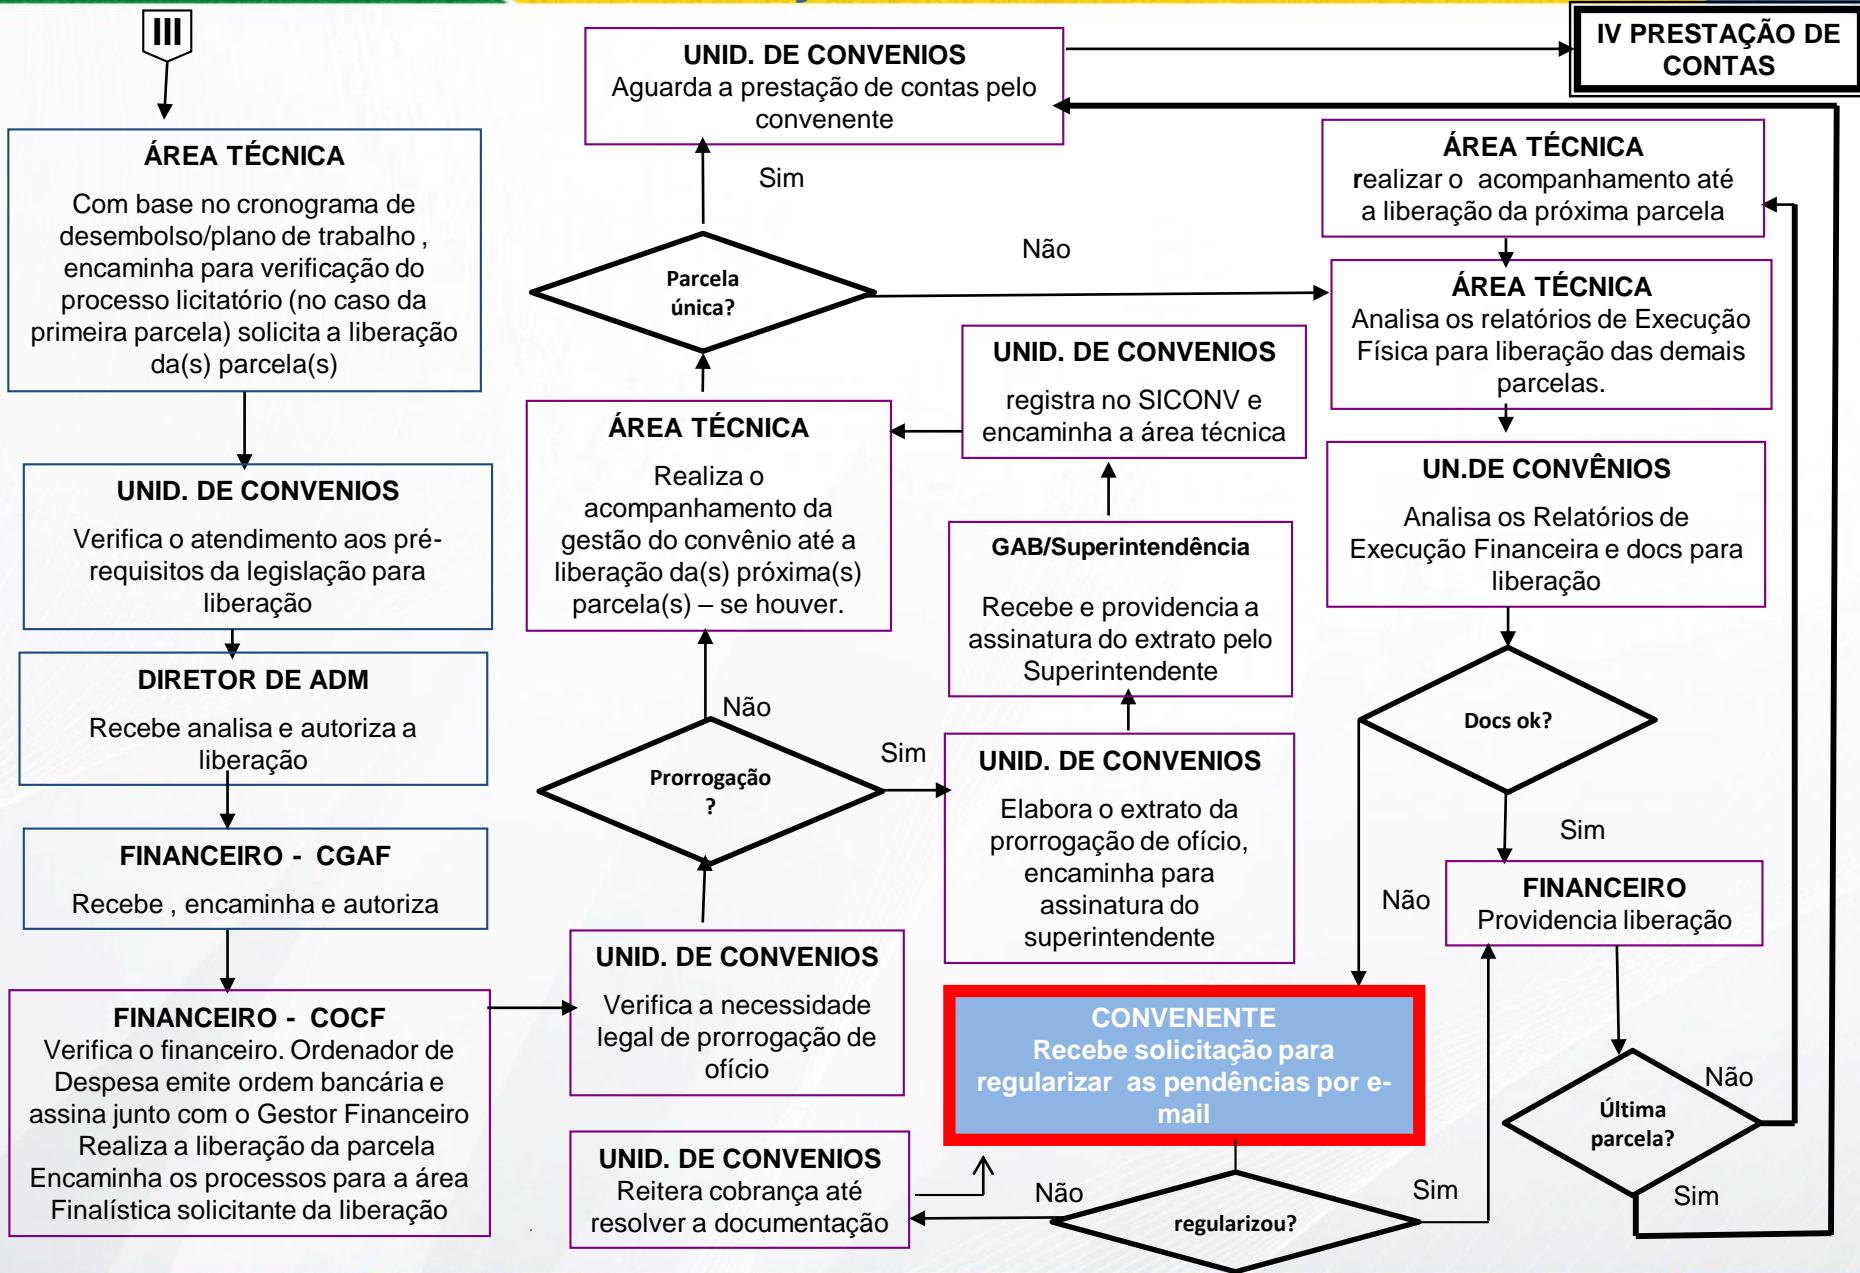 III
ÁREA TÉCNICA
Com base no cronograma de
desembolso/plano de trabalho ,
encaminha para verificação do
processo licitatório (no caso da
primeira parcela) solicita a liberação
da(s) parcela(s)
UNID. DE CONVENIOS
Verifica o atendimento aos pré-
requisitos da legislação para
liberação
DIRETOR DE ADM
Recebe analisa e autoriza a
liberação
FINANCEIRO - CGAF
Recebe , encaminha e autoriza
FINANCEIRO - COCF
Verifica o financeiro. Ordenador de
Despesa emite ordem bancária e
assina junto com o Gestor Financeiro
Realiza a liberação da parcela
Encaminha os processos para a área
Finalística solicitante da liberação
UNID. DE CONVENIOS
Verifica a necessidade
legal de prorrogação de
ofício
Prorrogação
?
Não
Sim
ÁREA TÉCNICA
Realiza o
acompanhamento da
gestão do convênio até a
liberação da(s) próxima(s)
parcela(s) – se houver.
UNID. DE CONVENIOS
Elabora o extrato da
prorrogação de ofício,
encaminha para
assinatura do
superintendente
GAB/Superintendência
Recebe e providencia a
assinatura do extrato pelo
Superintendente
UNID. DE CONVENIOS
registra no SICONV e
encaminha a área técnica
Parcela
única?
Sim
Não
UNID. DE CONVENIOS
Aguarda a prestação de contas pelo
convenente
IV PRESTAÇÃO DE
CONTAS
ÁREA TÉCNICA
realizar o acompanhamento até
a liberação da próxima parcela
ÁREA TÉCNICA
Analisa os relatórios de Execução
Física para liberação das demais
parcelas.
UN.DE CONVÊNIOS
Analisa os Relatórios de
Execução Financeira e docs para
liberação
Docs ok?
Sim
Não
FINANCEIRO
Providencia liberação
CONVENENTE
Recebe solicitação para
regularizar as pendências por e-
mail
regularizou?
Não
Sim
UNID. DE CONVENIOS
Reitera cobrança até
resolver a documentação
Última
parcela?
Não
Sim